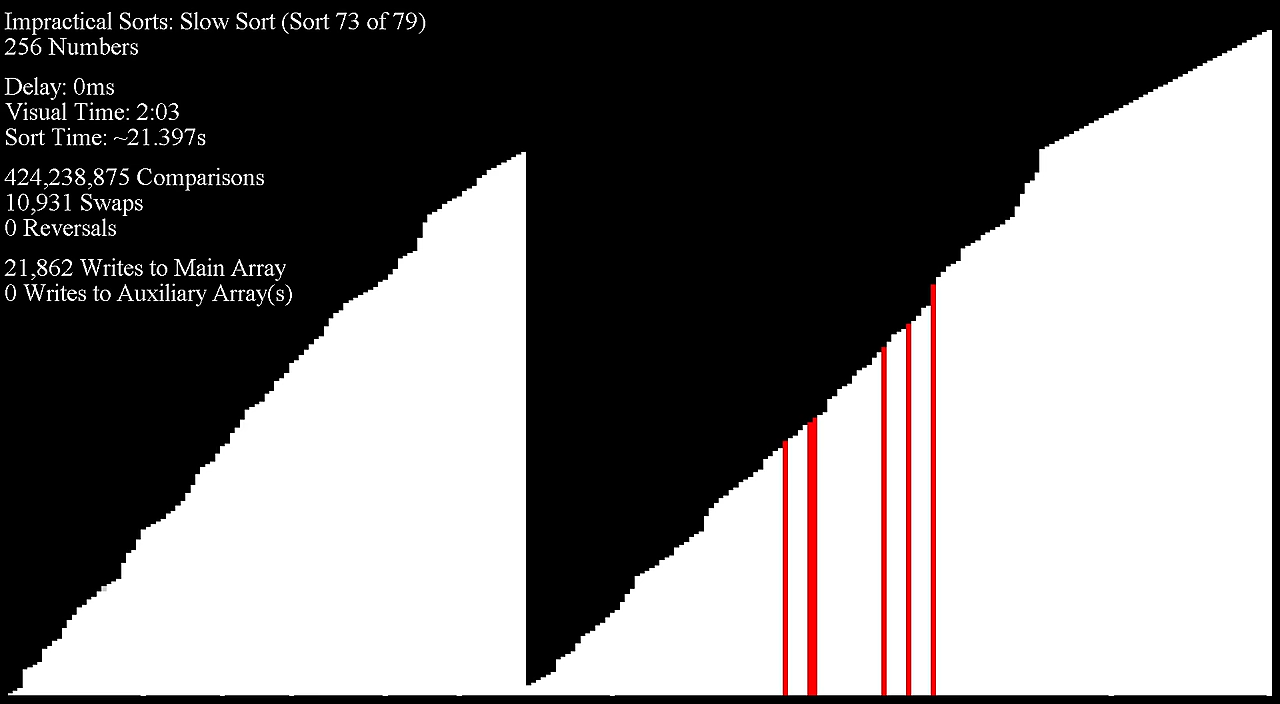 Impractical Sorts: Slow Sort (Sort 73 of 79)
256 Numbers
Delay: 0ms
Visual Time: 2:03
Sort Time: ~21.397s
424,238,875 Comparisons
10,931 Swaps
0 Reversals
21,862 Writes to Main Array
0 Writes to Auxiliary Array(s)